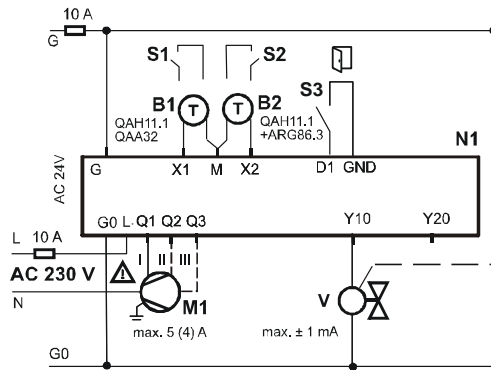 10 A
G
S1 S2
S3
B1 T T B2
QAH11.1 QAH11.1
QAA32 +ARG86.3
N1
AC 24V
G X1 M X2 D1 GND
G0 L Q1 Q2 Q3 Y10 Y20
L 10 A
I II III
AC 230 V
N
M1
V
max. 5 (4) A max. ± 1 mA
G0